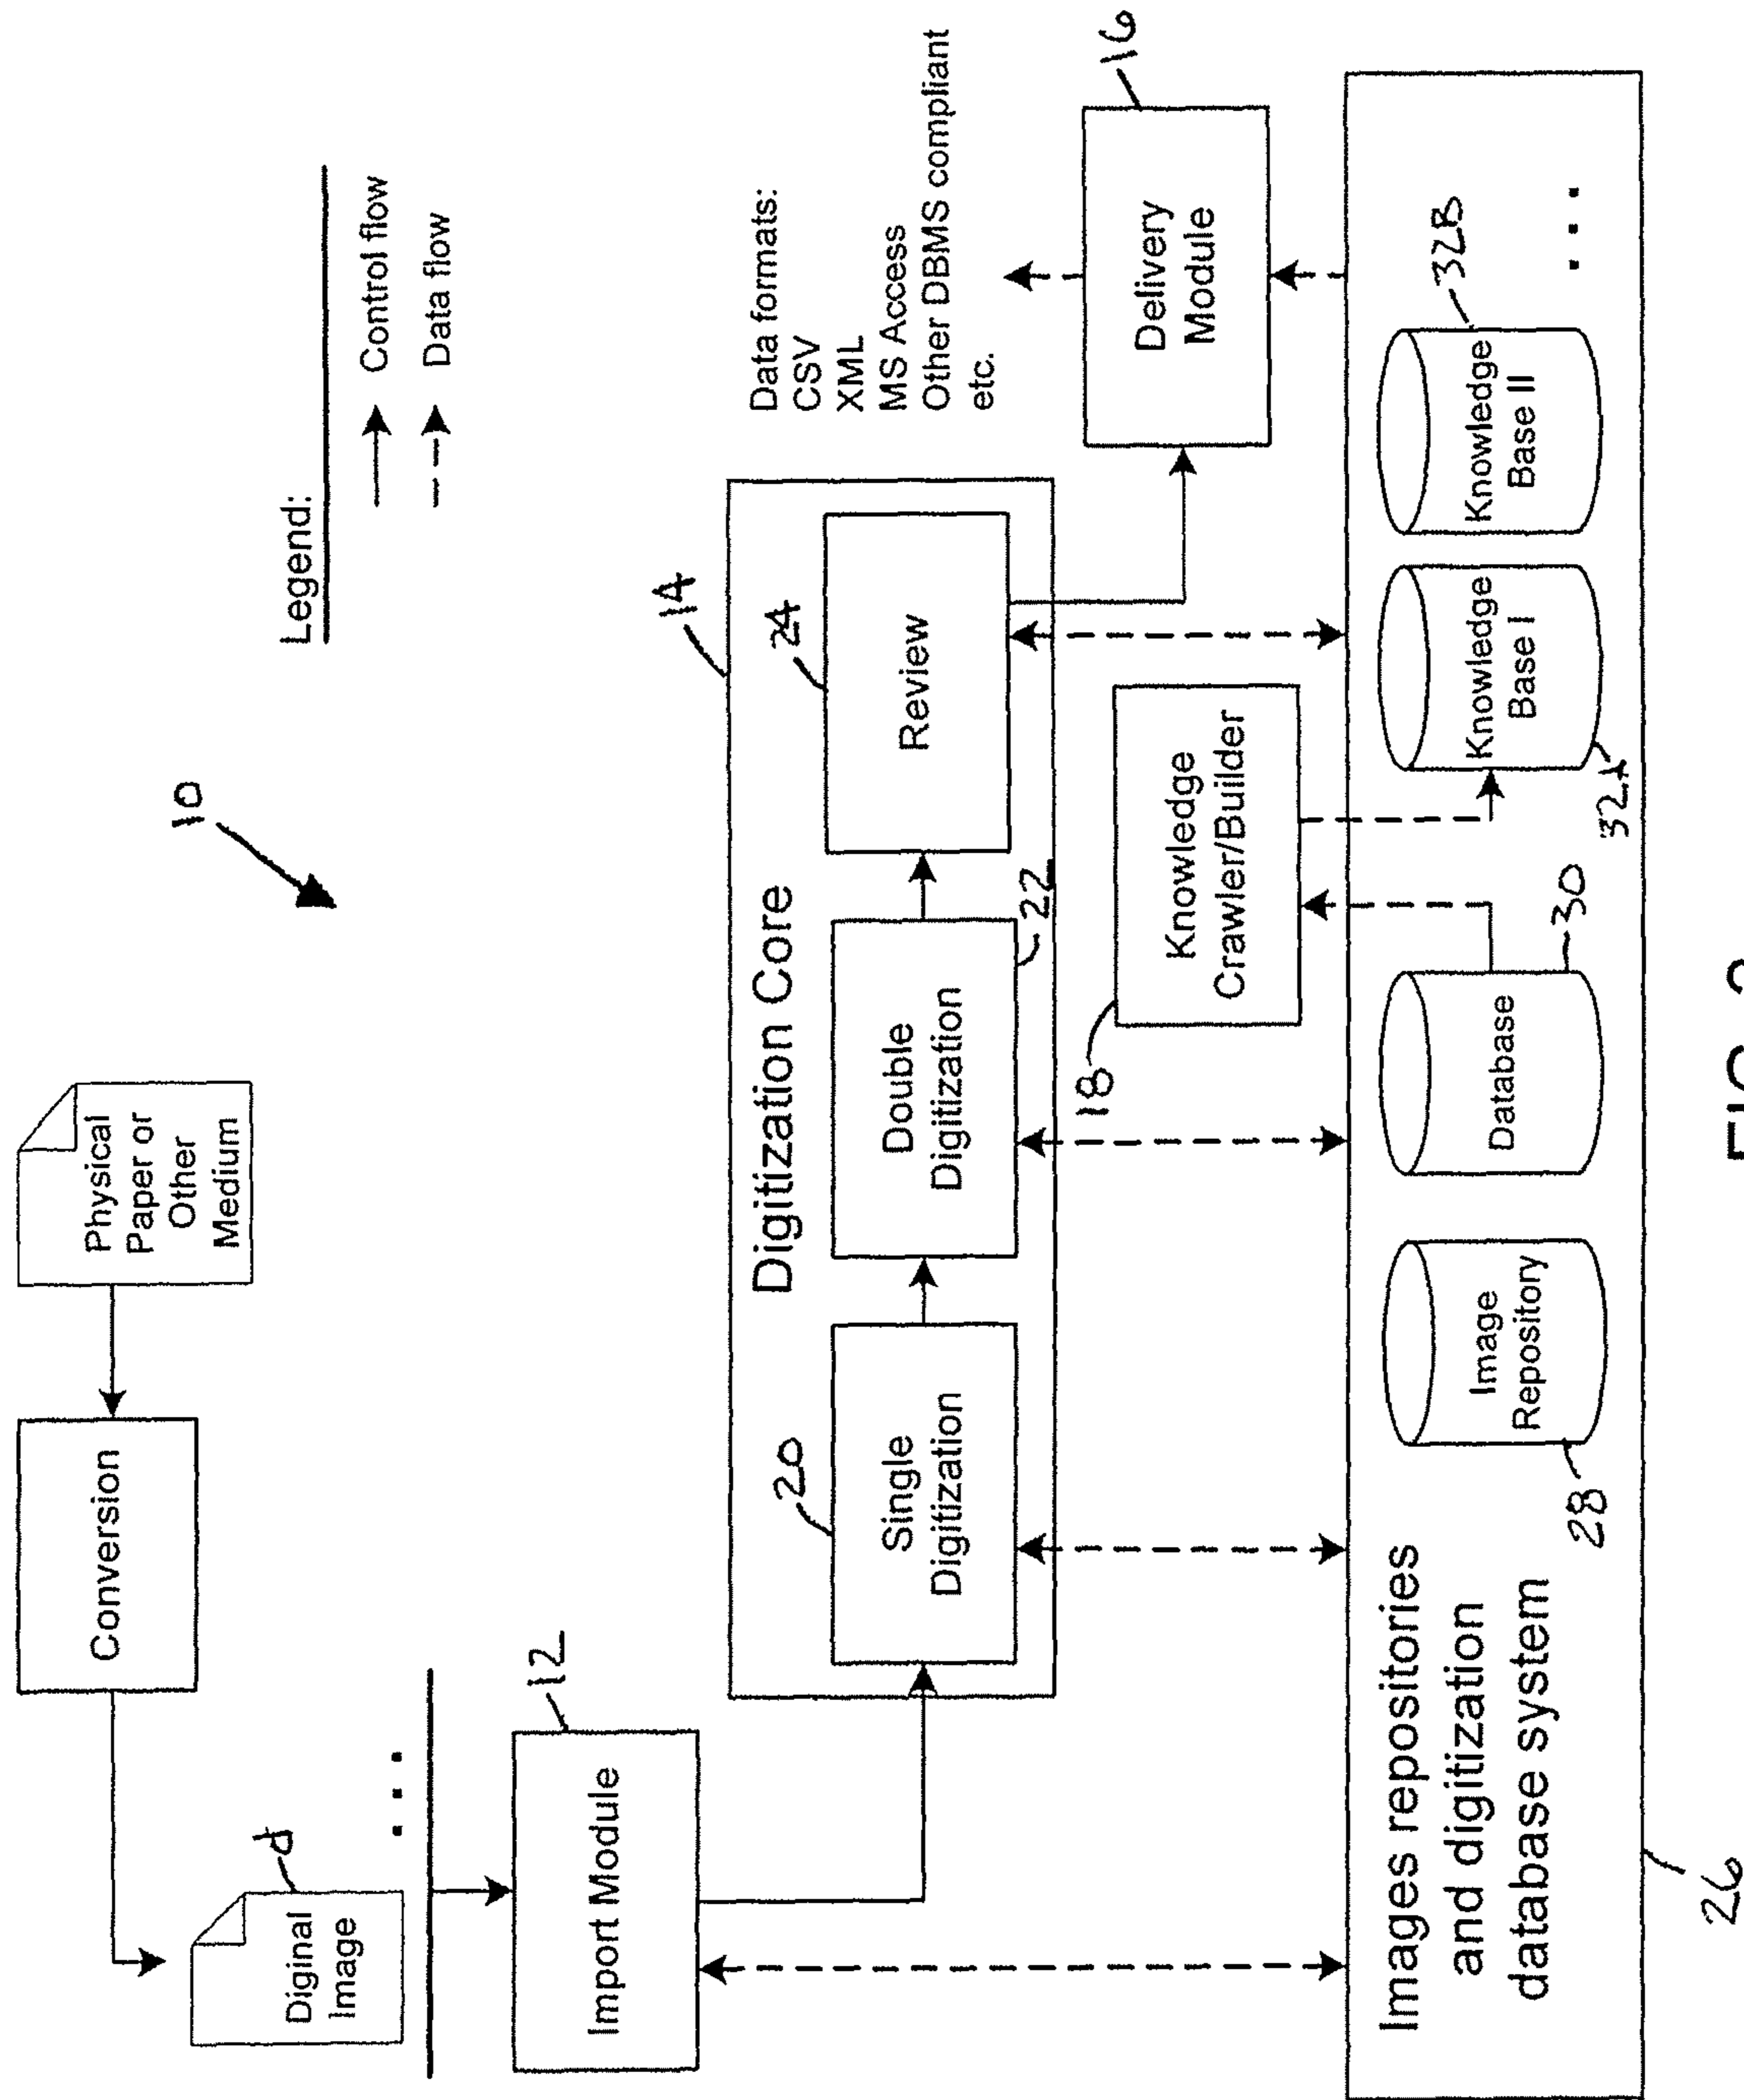 Physical
Paper or
Other
Medium
Conversion
Diginal
Image
d
. . .
10
Legend:
Control flow
Data flow
Import Module
12
Digitization Core
14
Single
Digitization
20
Double
Digitization
22
Review
24
Data formats:
CSV
XML
MS Access
Other DBMS compliant
etc.
Delivery
Module
16
Knowledge
Crawler/Builder
18
Images repositories
and digitization
database system
26
Image
Repository
28
Database
30
Knowledge
Base I
32A
Knowledge
Base II
32B
. . .